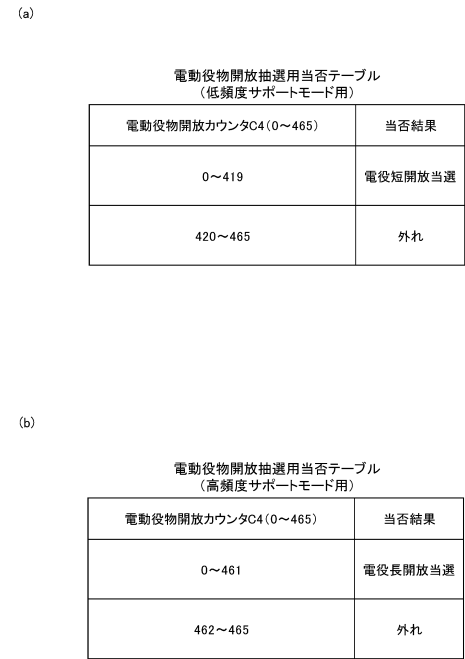 (a)
電動役物開放抽選用当否テーブル
（低頻度サポートモード用）
電動役物開放カウンタC4（0～465） 当否結果
0～419 電役短開放当選
420～465 外れ
(b)
電動役物開放抽選用当否テーブル
（高頻度サポートモード用）
電動役物開放カウンタC4（0～465） 当否結果
0～461 電役長開放当選
462～465 外れ